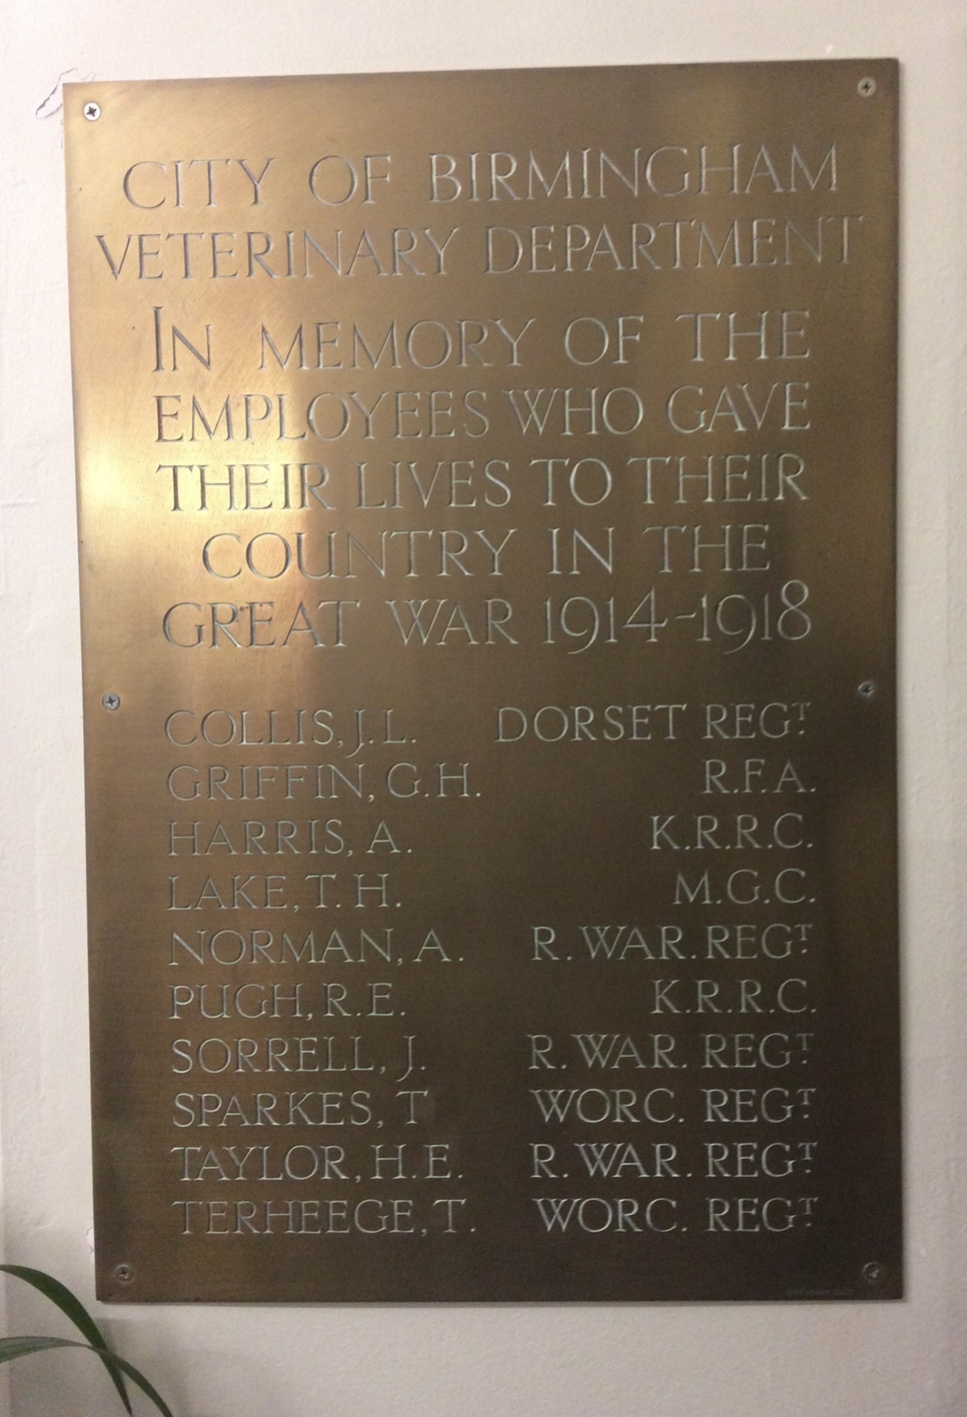 CITY OF BIRMINGHAM
VETERINARY DEPARTMENT
IN MEMORY OF THE
EMPLOYEES WHO GAVE
THEIR LIVES TO THEIR
COUNTRY IN THE
GREAT WAR 1914-1918
COLLIS, J. L. DORSET REGT.
GRIFFIN, G.H. R.F.A.
HARRIS, A. K.R.R.C.
LAKE, T. H. M.G.C.
NORMAN, A. R. WAR. REGT.
PUGH, R.E. K.R.R.C.
SORRELL, J. R. WAR. REGT.
SPARKES, T WORC. REGT.
TAYLOR, H.E. R. WAR. REGT.
TERHEEGE, T. WORC. REGT.